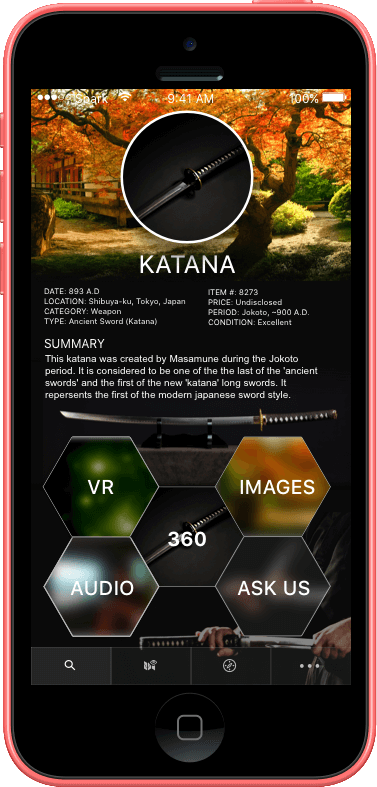 Spark 9:41 AM 100%
KATANA
DATE: 893 A.D
LOCATION: Shibuya-ku, Tokyo, Japan
CATEGORY: Weapon
TYPE: Ancient Sword (Katana)
ITEM #: 8273
PRICE: Undisclosed
PERIOD: Jokoto, ~900 A.D.
CONDITION: Excellent
SUMMARY
This katana was created by Masamune during the Jokoto
period. It is considered to be one of the the last of the 'ancient
swords' and the first of the new 'katana' long swords. It
repersents the first of the modern japanese sword style.
VR
IMAGES
360
AUDIO
ASK US